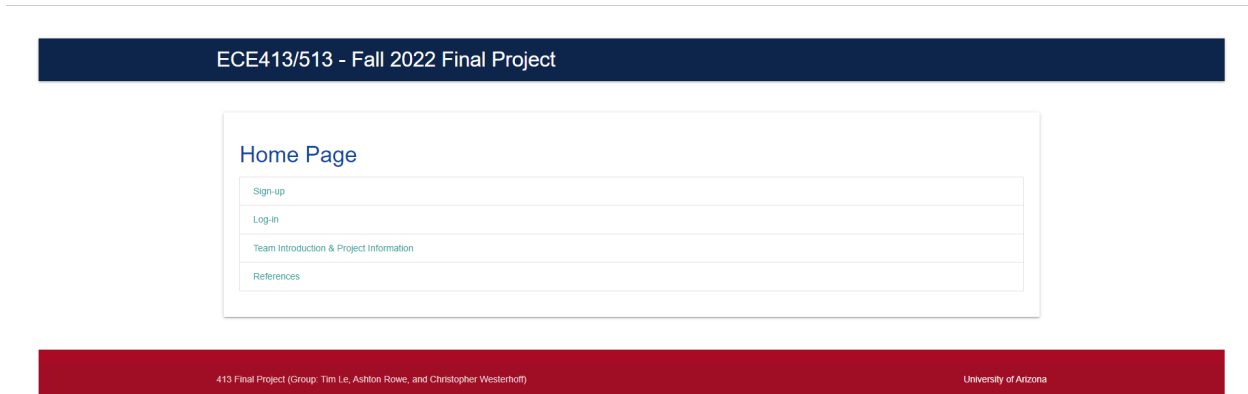 ECE413/513 - Fall 2022 Final Project
Home Page
Sign-up
Log-in
Team Introduction & Project Information
References
413 Final Project (Group: Tim Le, Ashton Rowe, and Christopher Westerhoff)
University of Arizona